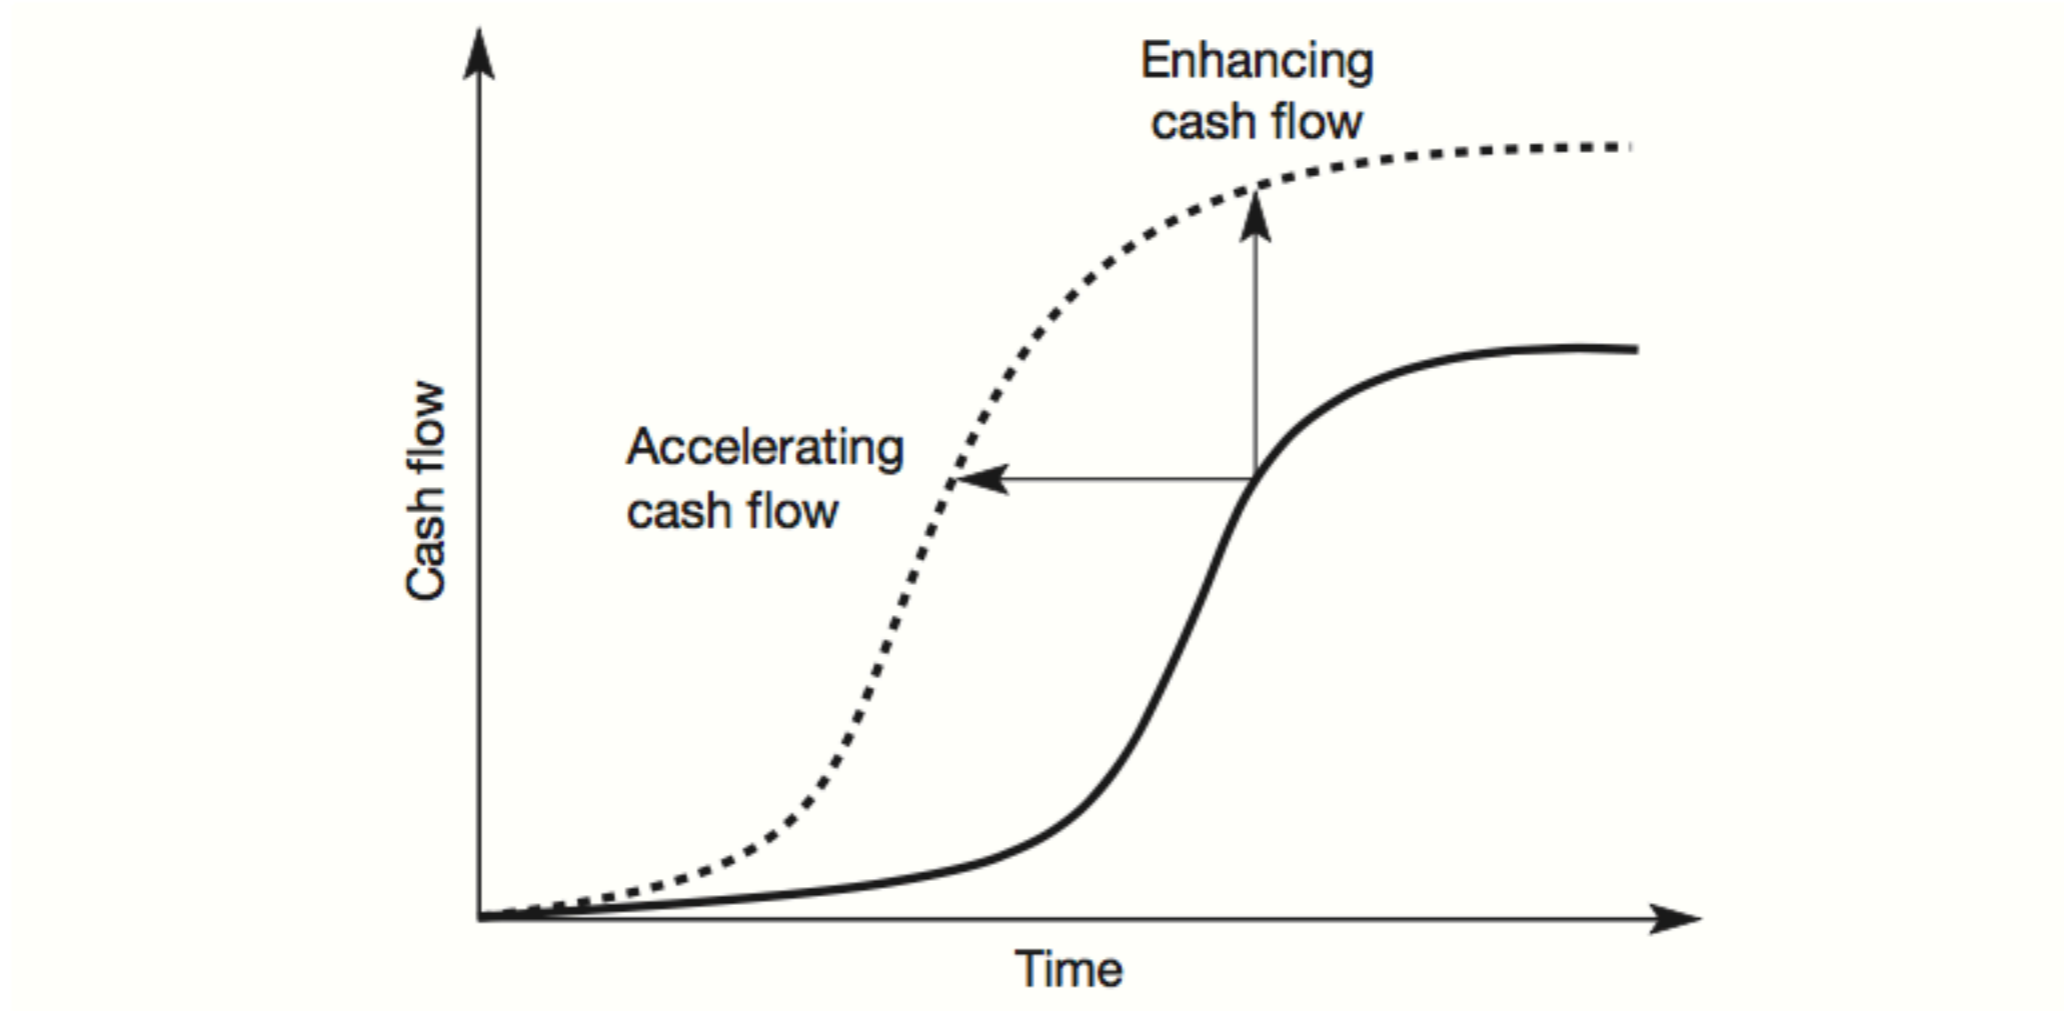 Enhancing
cash flow
Accelerating
cash flow
Cash flow
Time